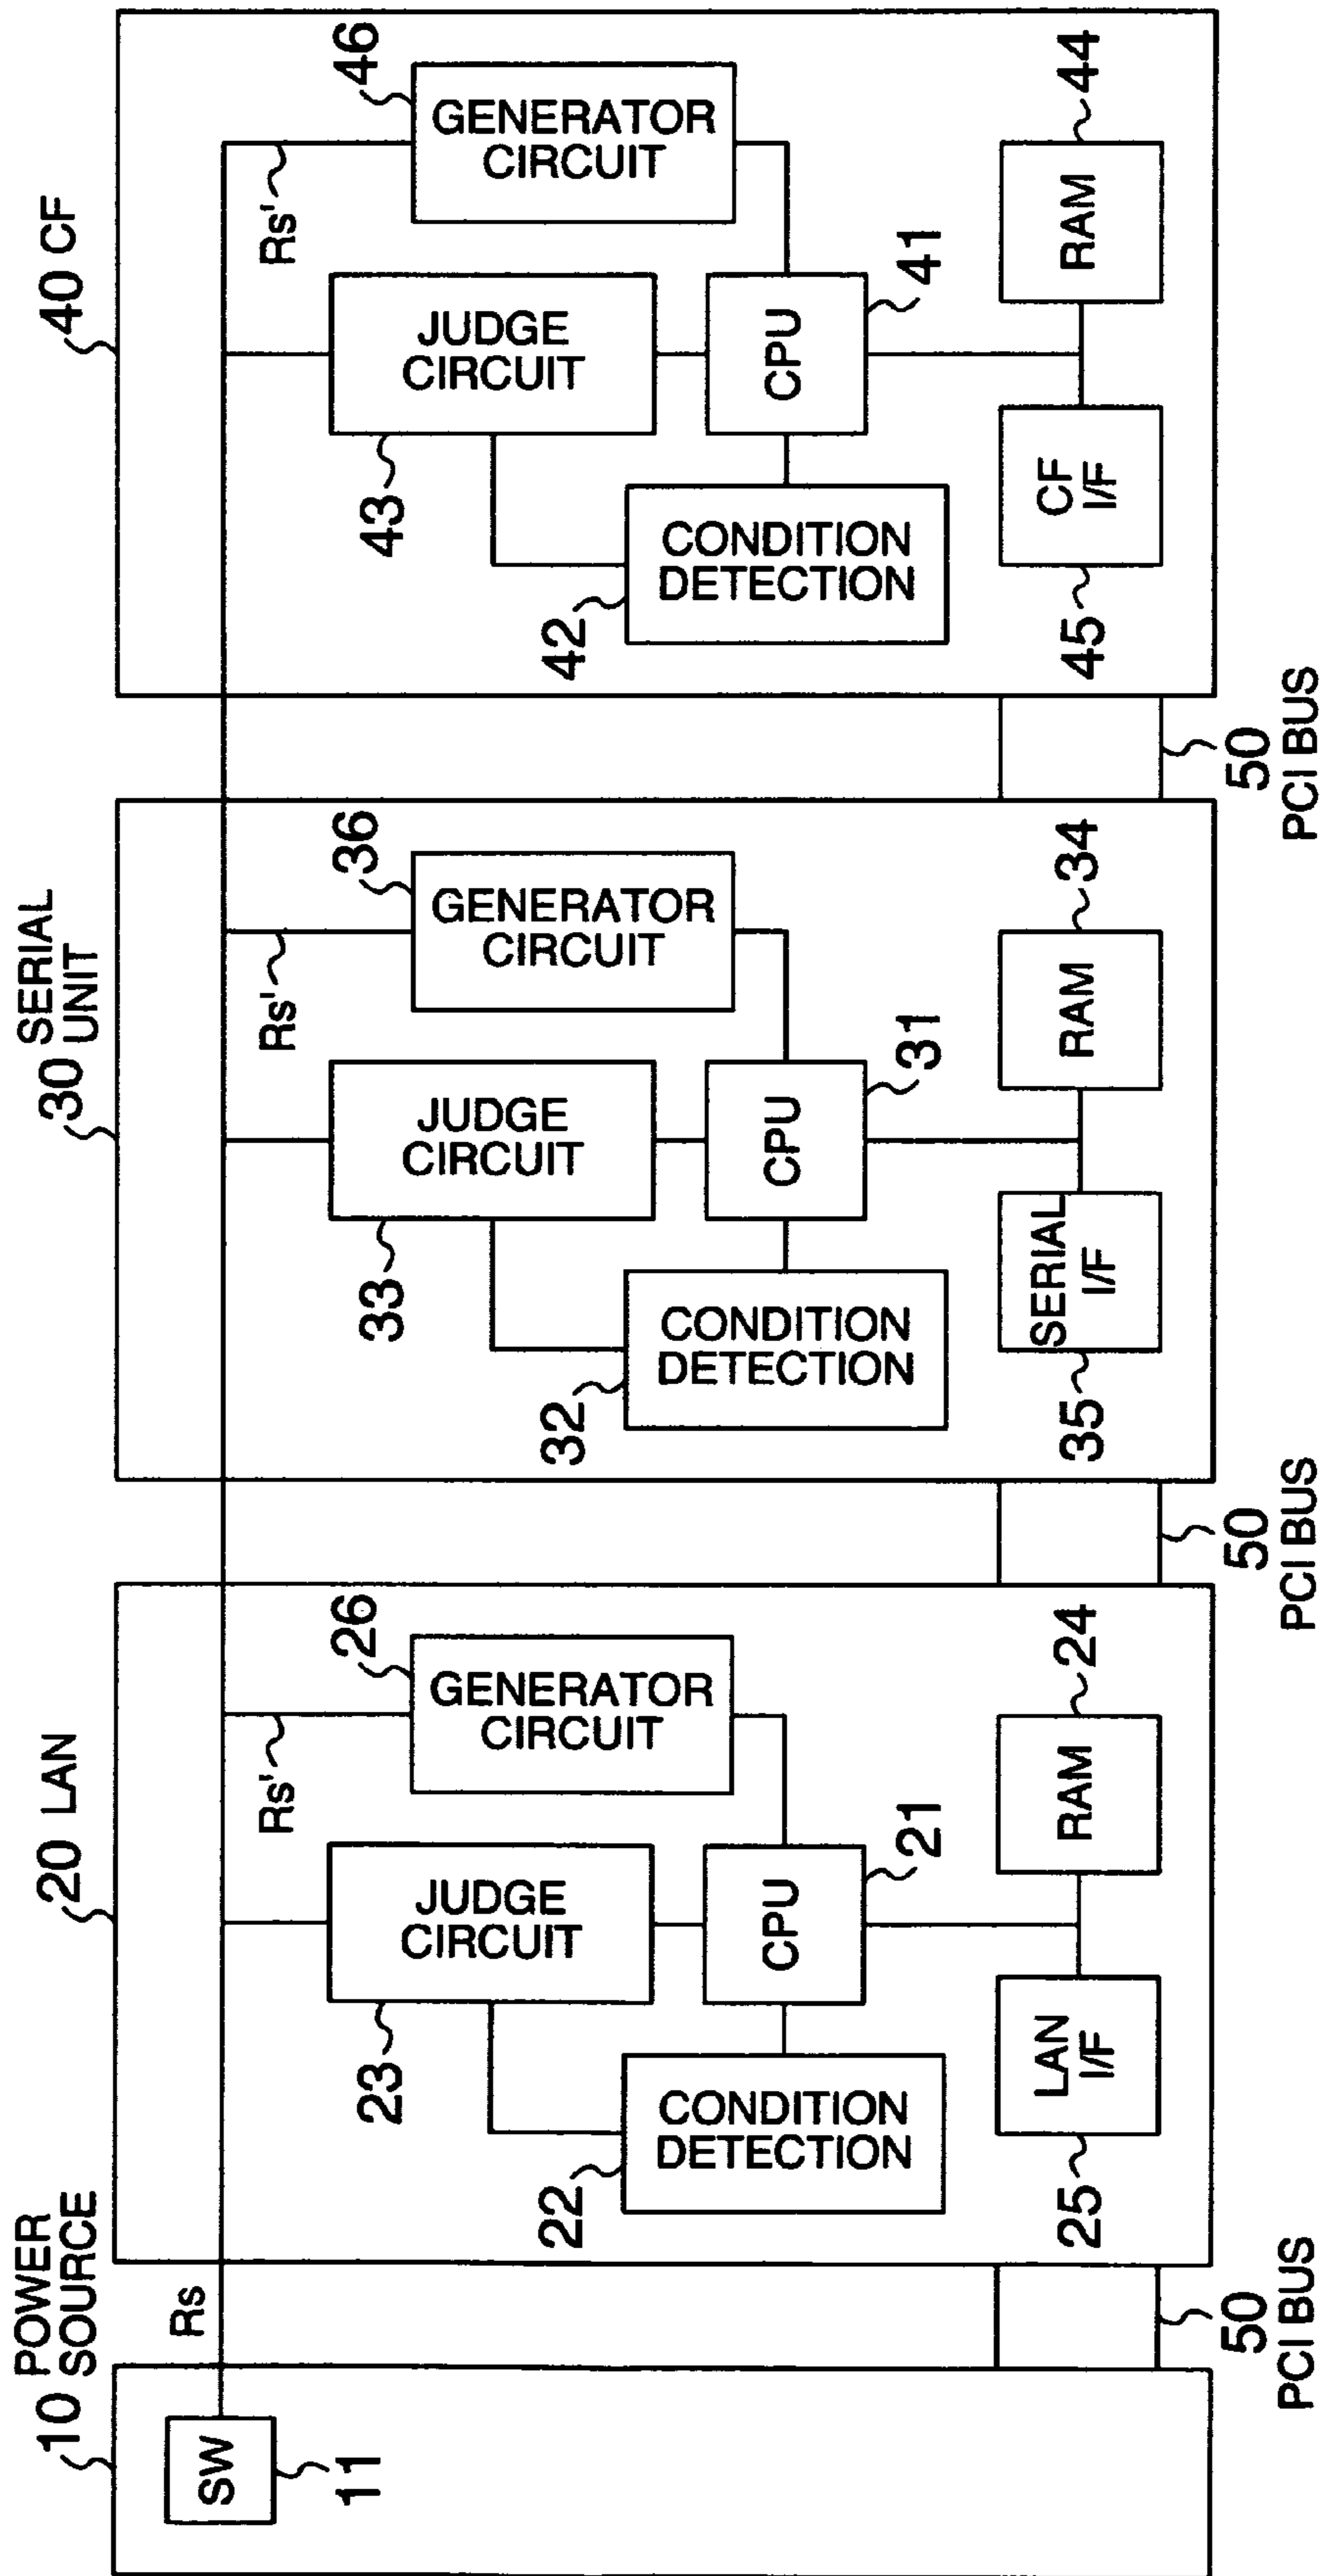 10 POWER
SOURCE
SW
11
Rs
50
PCI BUS
20 LAN
Rs'
26
GENERATOR
CIRCUIT
JUDGE
CIRCUIT
23
CPU
21
CONDITION
DETECTION
22
LAN
I/F
25
RAM
24
50
PCI BUS
30 SERIAL
UNIT
Rs'
36
GENERATOR
CIRCUIT
JUDGE
CIRCUIT
33
CPU
31
CONDITION
DETECTION
32
SERIAL
I/F
35
RAM
34
50
PCI BUS
40 CF
Rs'
46
GENERATOR
CIRCUIT
JUDGE
CIRCUIT
43
CPU
41
CONDITION
DETECTION
42
CF
I/F
45
RAM
44